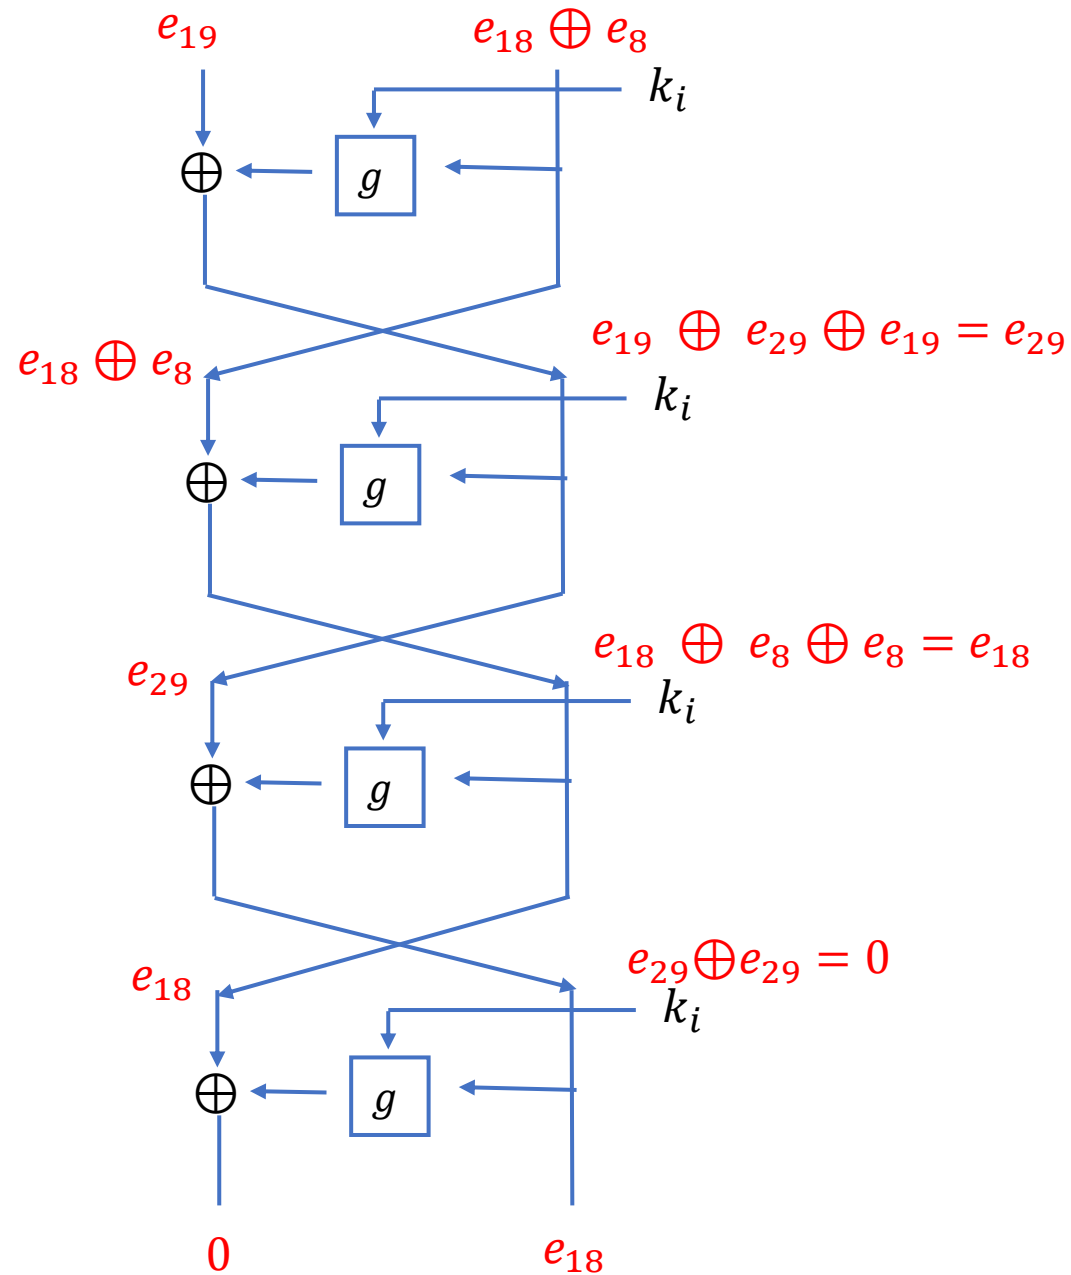 e₁₉ e₁₈ ⊕ e₈
kᵢ
g
e₁₉ ⊕ e₂₉ ⊕ e₁₉ = e₂₉
e₁₈ ⊕ e₈
kᵢ
g
e₁₈ ⊕ e₈ ⊕ e₈ = e₁₈
e₂₉
kᵢ
g
e₂₉⊕e₂₉ = 0
e₁₈
kᵢ
g
0 e₁₈